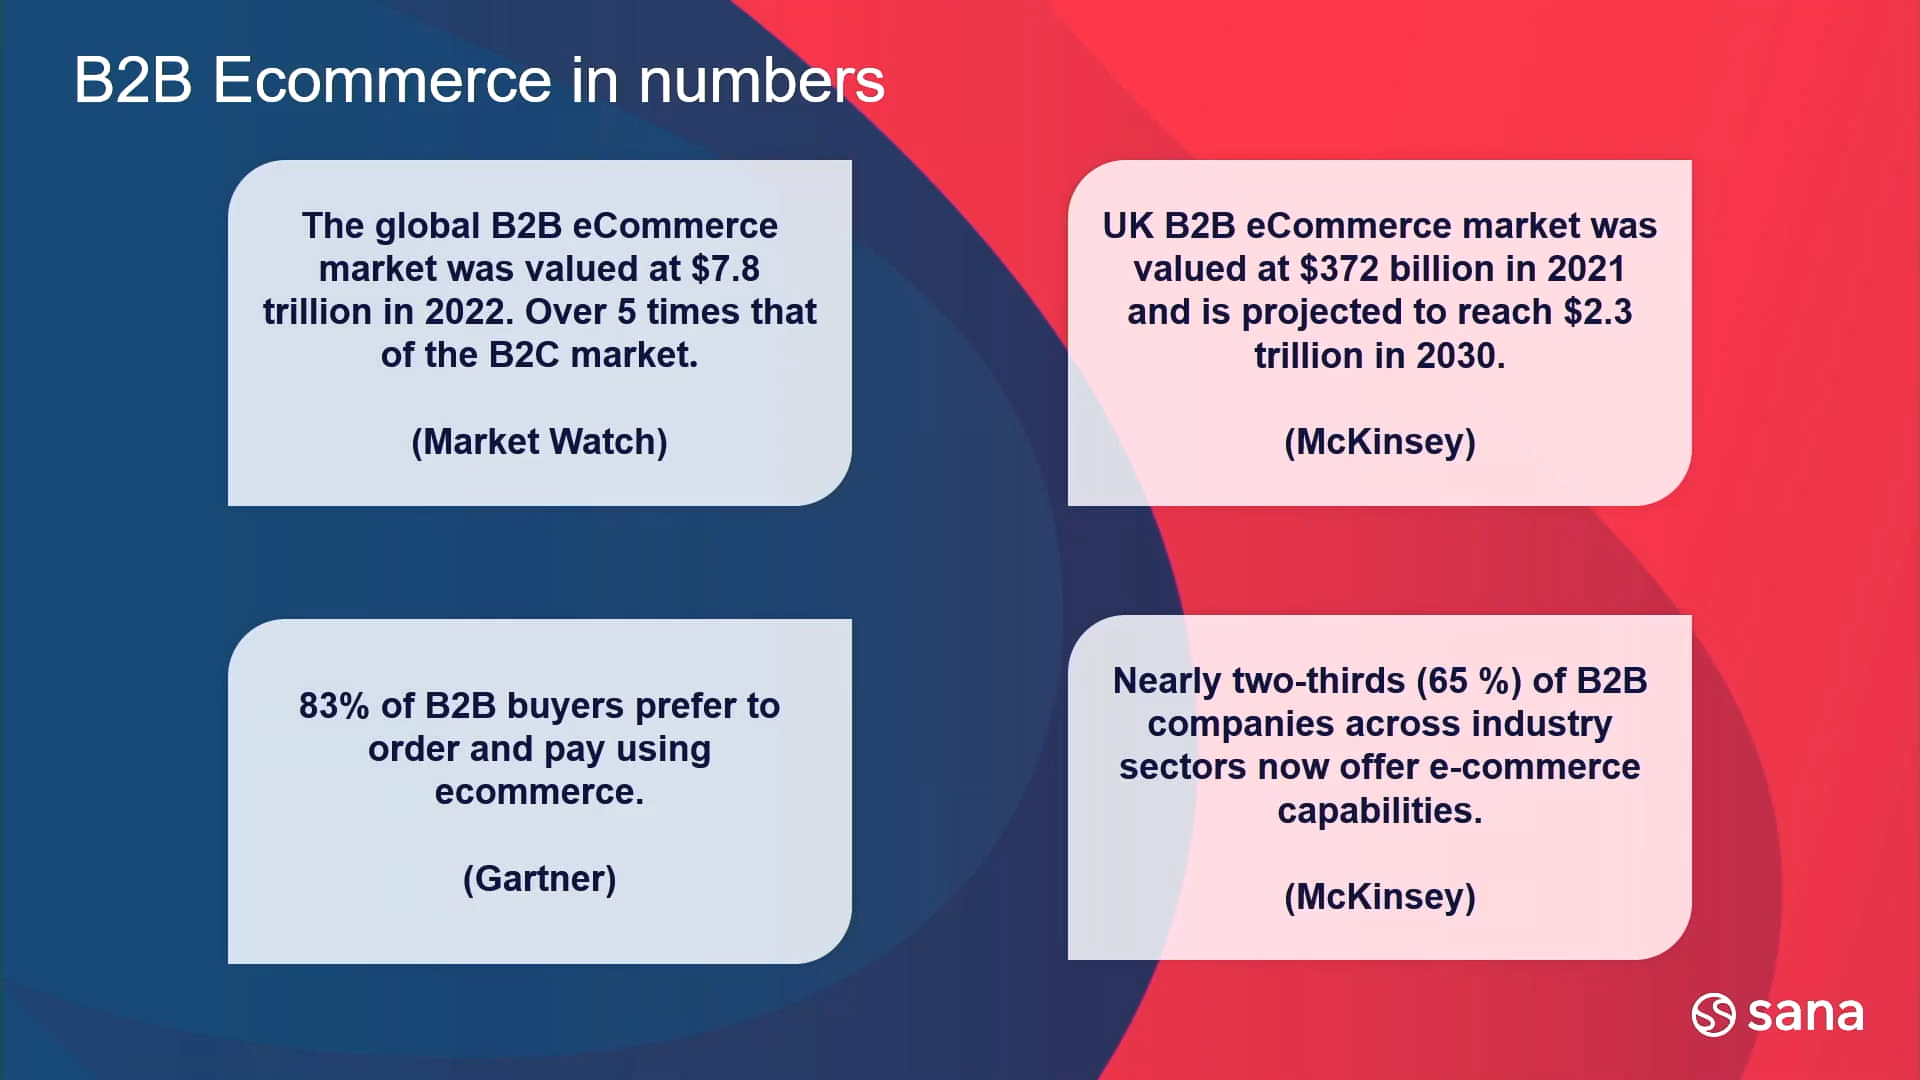 B2B Ecommerce in numbers
The global B2B eCommerce
market was valued at $7.8
trillion in 2022. Over 5 times that
of the B2C market.
(Market Watch)
UK B2B eCommerce market was
valued at $372 billion in 2021
and is projected to reach $2.3
trillion in 2030.
(McKinsey)
83% of B2B buyers prefer to
order and pay using
ecommerce.
(Gartner)
Nearly two-thirds (65 %) of B2B
companies across industry
sectors now offer e-commerce
capabilities.
(McKinsey)
sana